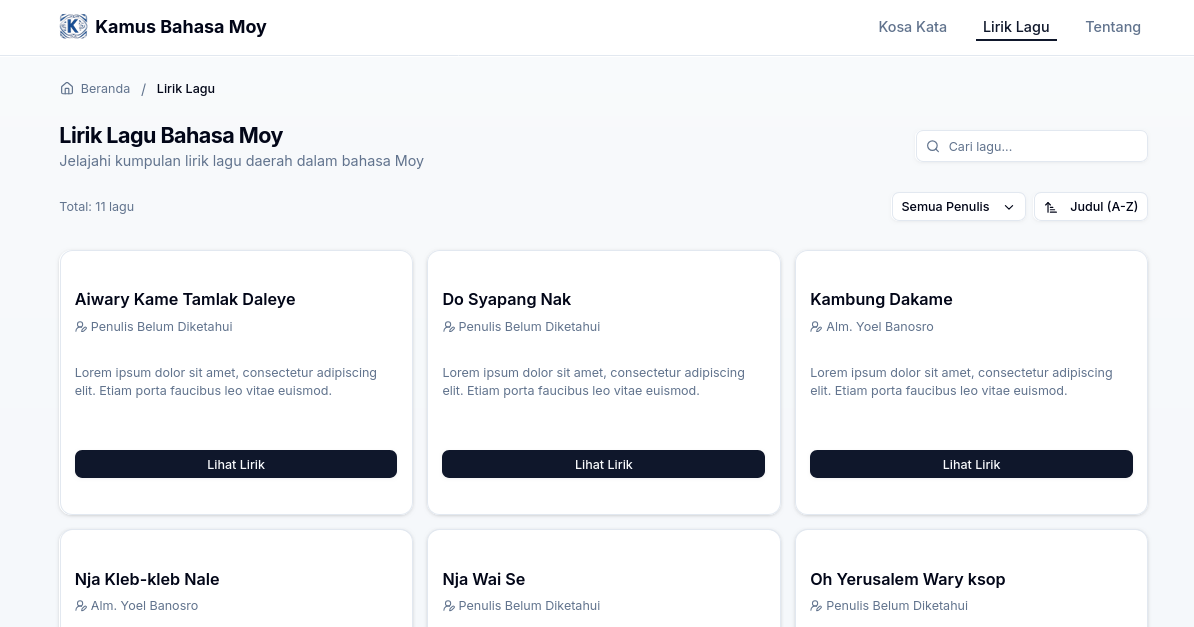 K Kamus Bahasa Moy
Kosa Kata Lirik Lagu Tentang
Beranda / Lirik Lagu
Lirik Lagu Bahasa Moy
Jelajahi kumpulan lirik lagu daerah dalam bahasa Moy
Cari lagu...
Total: 11 lagu
Semua Penulis
Judul (A-Z)
Aiwary Kame Tamlak Daleye
Penulis Belum Diketahui
Lorem ipsum dolor sit amet, consectetur adipiscing
elit. Etiam porta faucibus leo vitae euismod.
Lihat Lirik
Do Syapang Nak
Penulis Belum Diketahui
Lorem ipsum dolor sit amet, consectetur adipiscing
elit. Etiam porta faucibus leo vitae euismod.
Lihat Lirik
Kambung Dakame
Alm. Yoel Banosro
Lorem ipsum dolor sit amet, consectetur adipiscing
elit. Etiam porta faucibus leo vitae euismod.
Lihat Lirik
Nja Kleb-kleb Nale
Alm. Yoel Banosro
Nja Wai Se
Penulis Belum Diketahui
Oh Yerusalem Wary ksop
Penulis Belum Diketahui